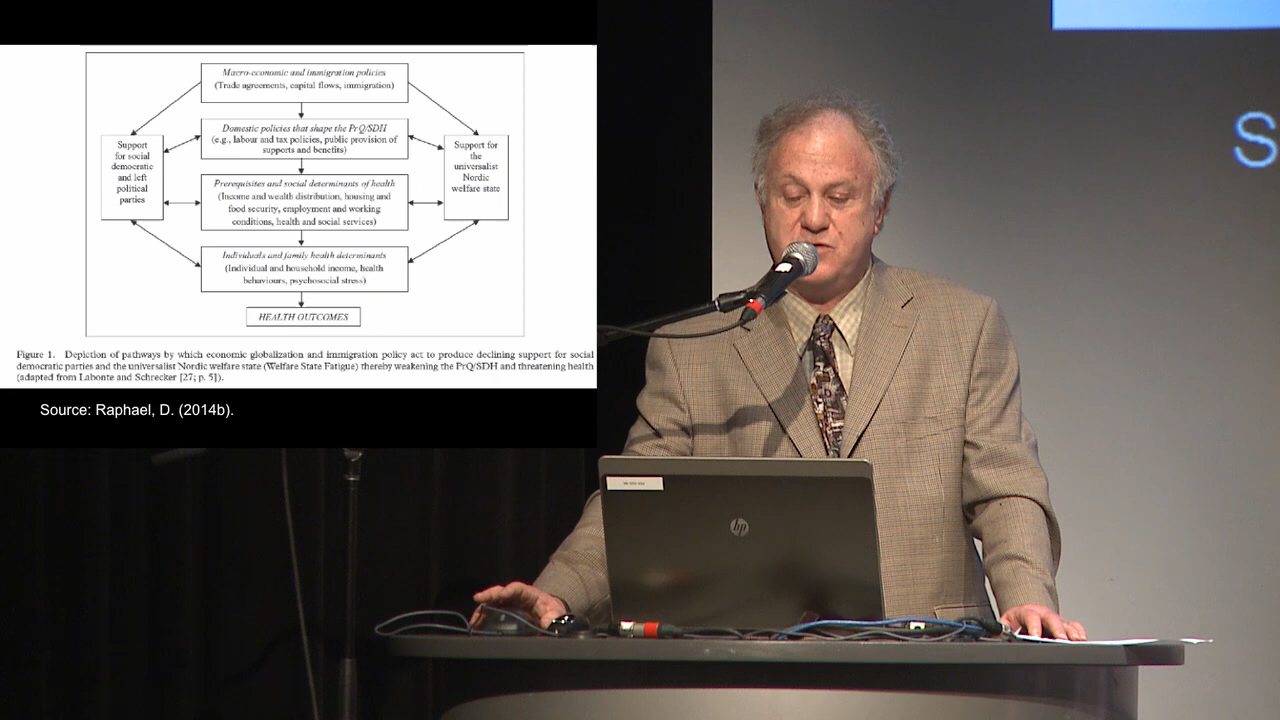 Macro-economic and immigration policies
(Trade agreements, capital flows, immigration)
Domestic policies that shape the PrQ/SDH
(e.g., labour and tax policies, public provision of
supports and benefits)
Support
for social
democratic
and left
political
parties
Support for
the
universalist
Nordic
welfare state
Prerequisites and social determinants of health
(Income and wealth distribution, housing and
food security, employment and working
conditions, health and social services)
Individuals and family health determinants
(Individual and household income, health
behaviours, psychosocial stress)
HEALTH OUTCOMES
Figure 1. Depiction of pathways by which economic globalization and immigration policy act to produce declining support for social
democratic parties and the universalist Nordic welfare state (Welfare State Fatigue) thereby weakening the PrQ/SDH and threatening health
(adapted from Labonte and Schrecker [27; p. 5]).
Source: Raphael, D. (2014b).
S
hp